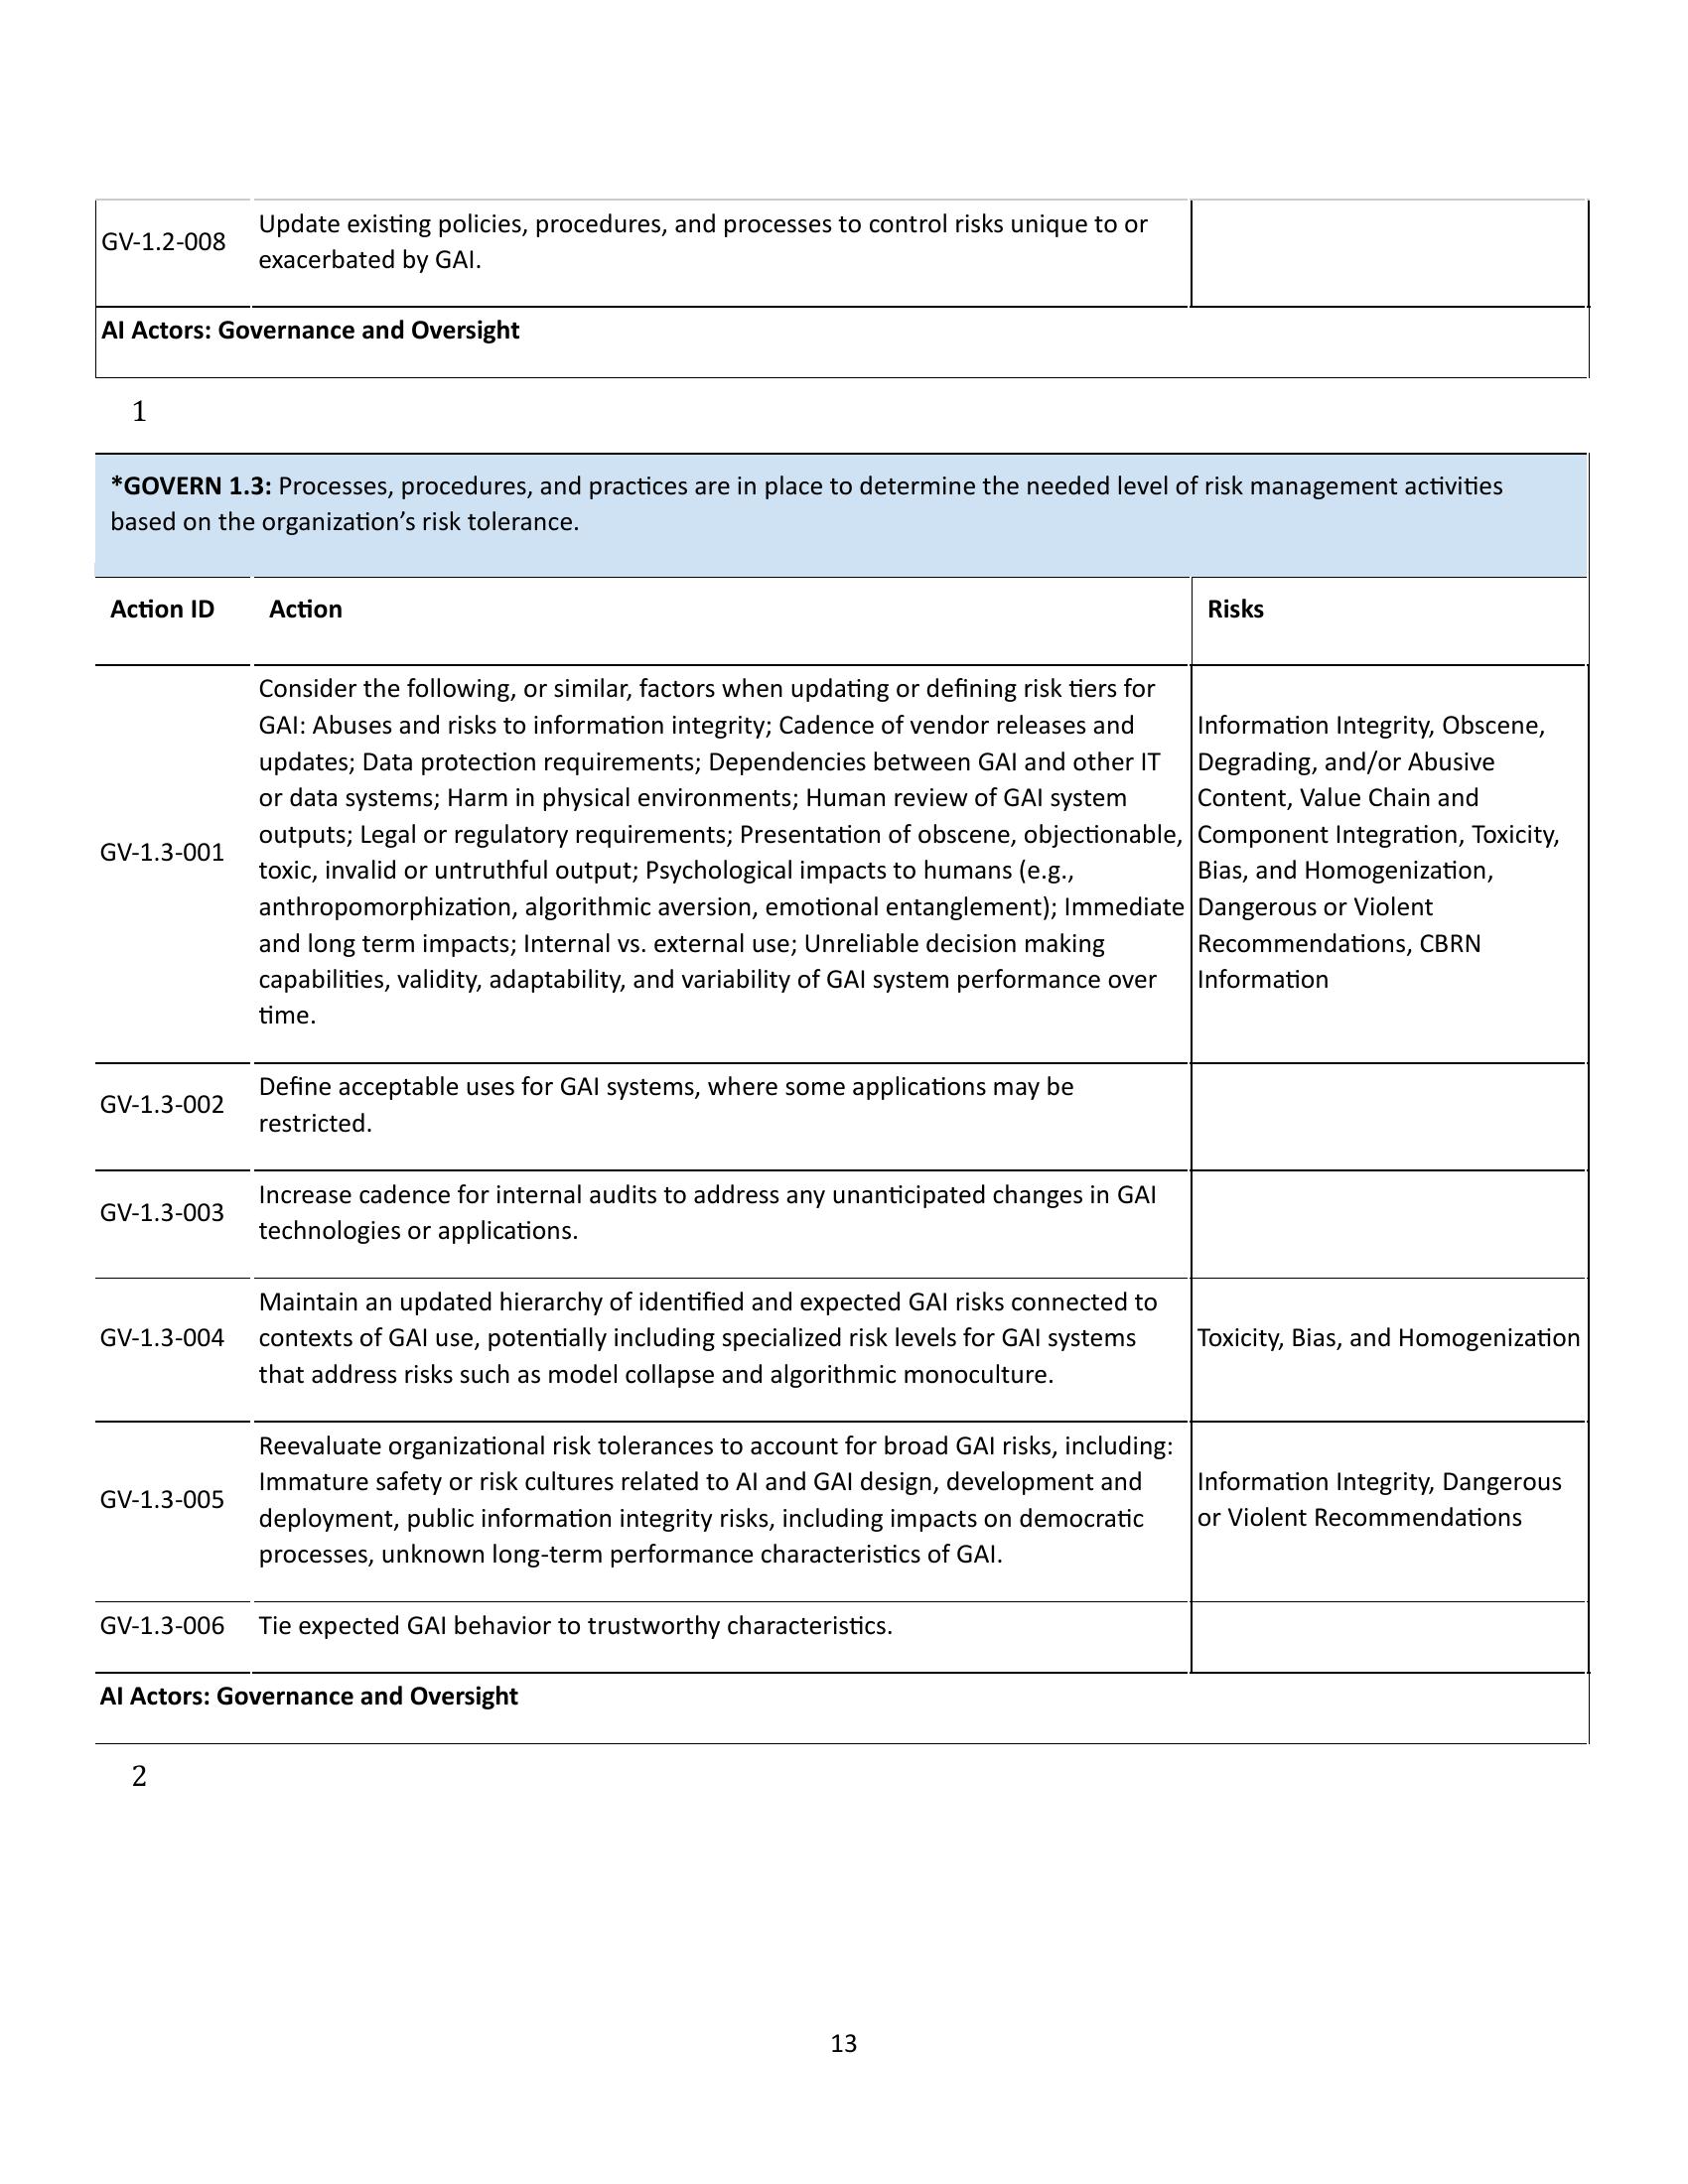 GV-1.2-008
Update existing policies, procedures, and processes to control risks unique to or
exacerbated by GAI.
AI Actors: Governance and Oversight
1
*GOVERN 1.3: Processes, procedures, and practices are in place to determine the needed level of risk management activities
based on the organization’s risk tolerance.
Action ID
Action
Risks
GV-1.3-001
Consider the following, or similar, factors when updating or defining risk tiers for
GAI: Abuses and risks to information integrity; Cadence of vendor releases and
updates; Data protection requirements; Dependencies between GAI and other IT
or data systems; Harm in physical environments; Human review of GAI system
outputs; Legal or regulatory requirements; Presentation of obscene, objectionable,
toxic, invalid or untruthful output; Psychological impacts to humans (e.g.,
anthropomorphization, algorithmic aversion, emotional entanglement); Immediate
and long term impacts; Internal vs. external use; Unreliable decision making
capabilities, validity, adaptability, and variability of GAI system performance over
time.
Information Integrity, Obscene,
Degrading, and/or Abusive
Content, Value Chain and
Component Integration, Toxicity,
Bias, and Homogenization,
Dangerous or Violent
Recommendations, CBRN
Information
GV-1.3-002
Define acceptable uses for GAI systems, where some applications may be
restricted.
GV-1.3-003
Increase cadence for internal audits to address any unanticipated changes in GAI
technologies or applications.
GV-1.3-004
Maintain an updated hierarchy of identified and expected GAI risks connected to
contexts of GAI use, potentially including specialized risk levels for GAI systems
that address risks such as model collapse and algorithmic monoculture.
Toxicity, Bias, and Homogenization
GV-1.3-005
Reevaluate organizational risk tolerances to account for broad GAI risks, including:
Immature safety or risk cultures related to AI and GAI design, development and
deployment, public information integrity risks, including impacts on democratic
processes, unknown long-term performance characteristics of GAI.
Information Integrity, Dangerous
or Violent Recommendations
GV-1.3-006
Tie expected GAI behavior to trustworthy characteristics.
AI Actors: Governance and Oversight
2
13